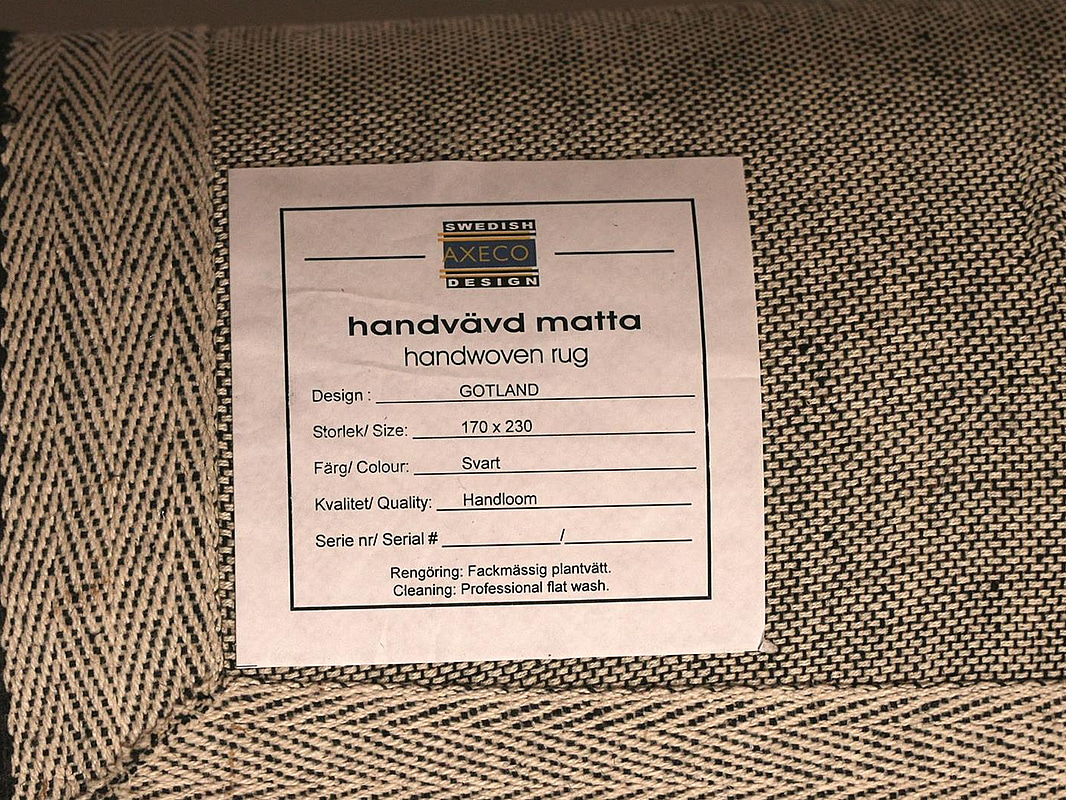 SWEDISH
AXECO
DESIGN
handvävd matta
handwoven rug
Design : GOTLAND
Storlek/ Size: 170 x 230
Färg/ Colour: Svart
Kvalitet/ Quality: Handloom
Serie nr/ Serial # /
Rengöring: Fackmässig plantvätt.
Cleaning: Professional flat wash.